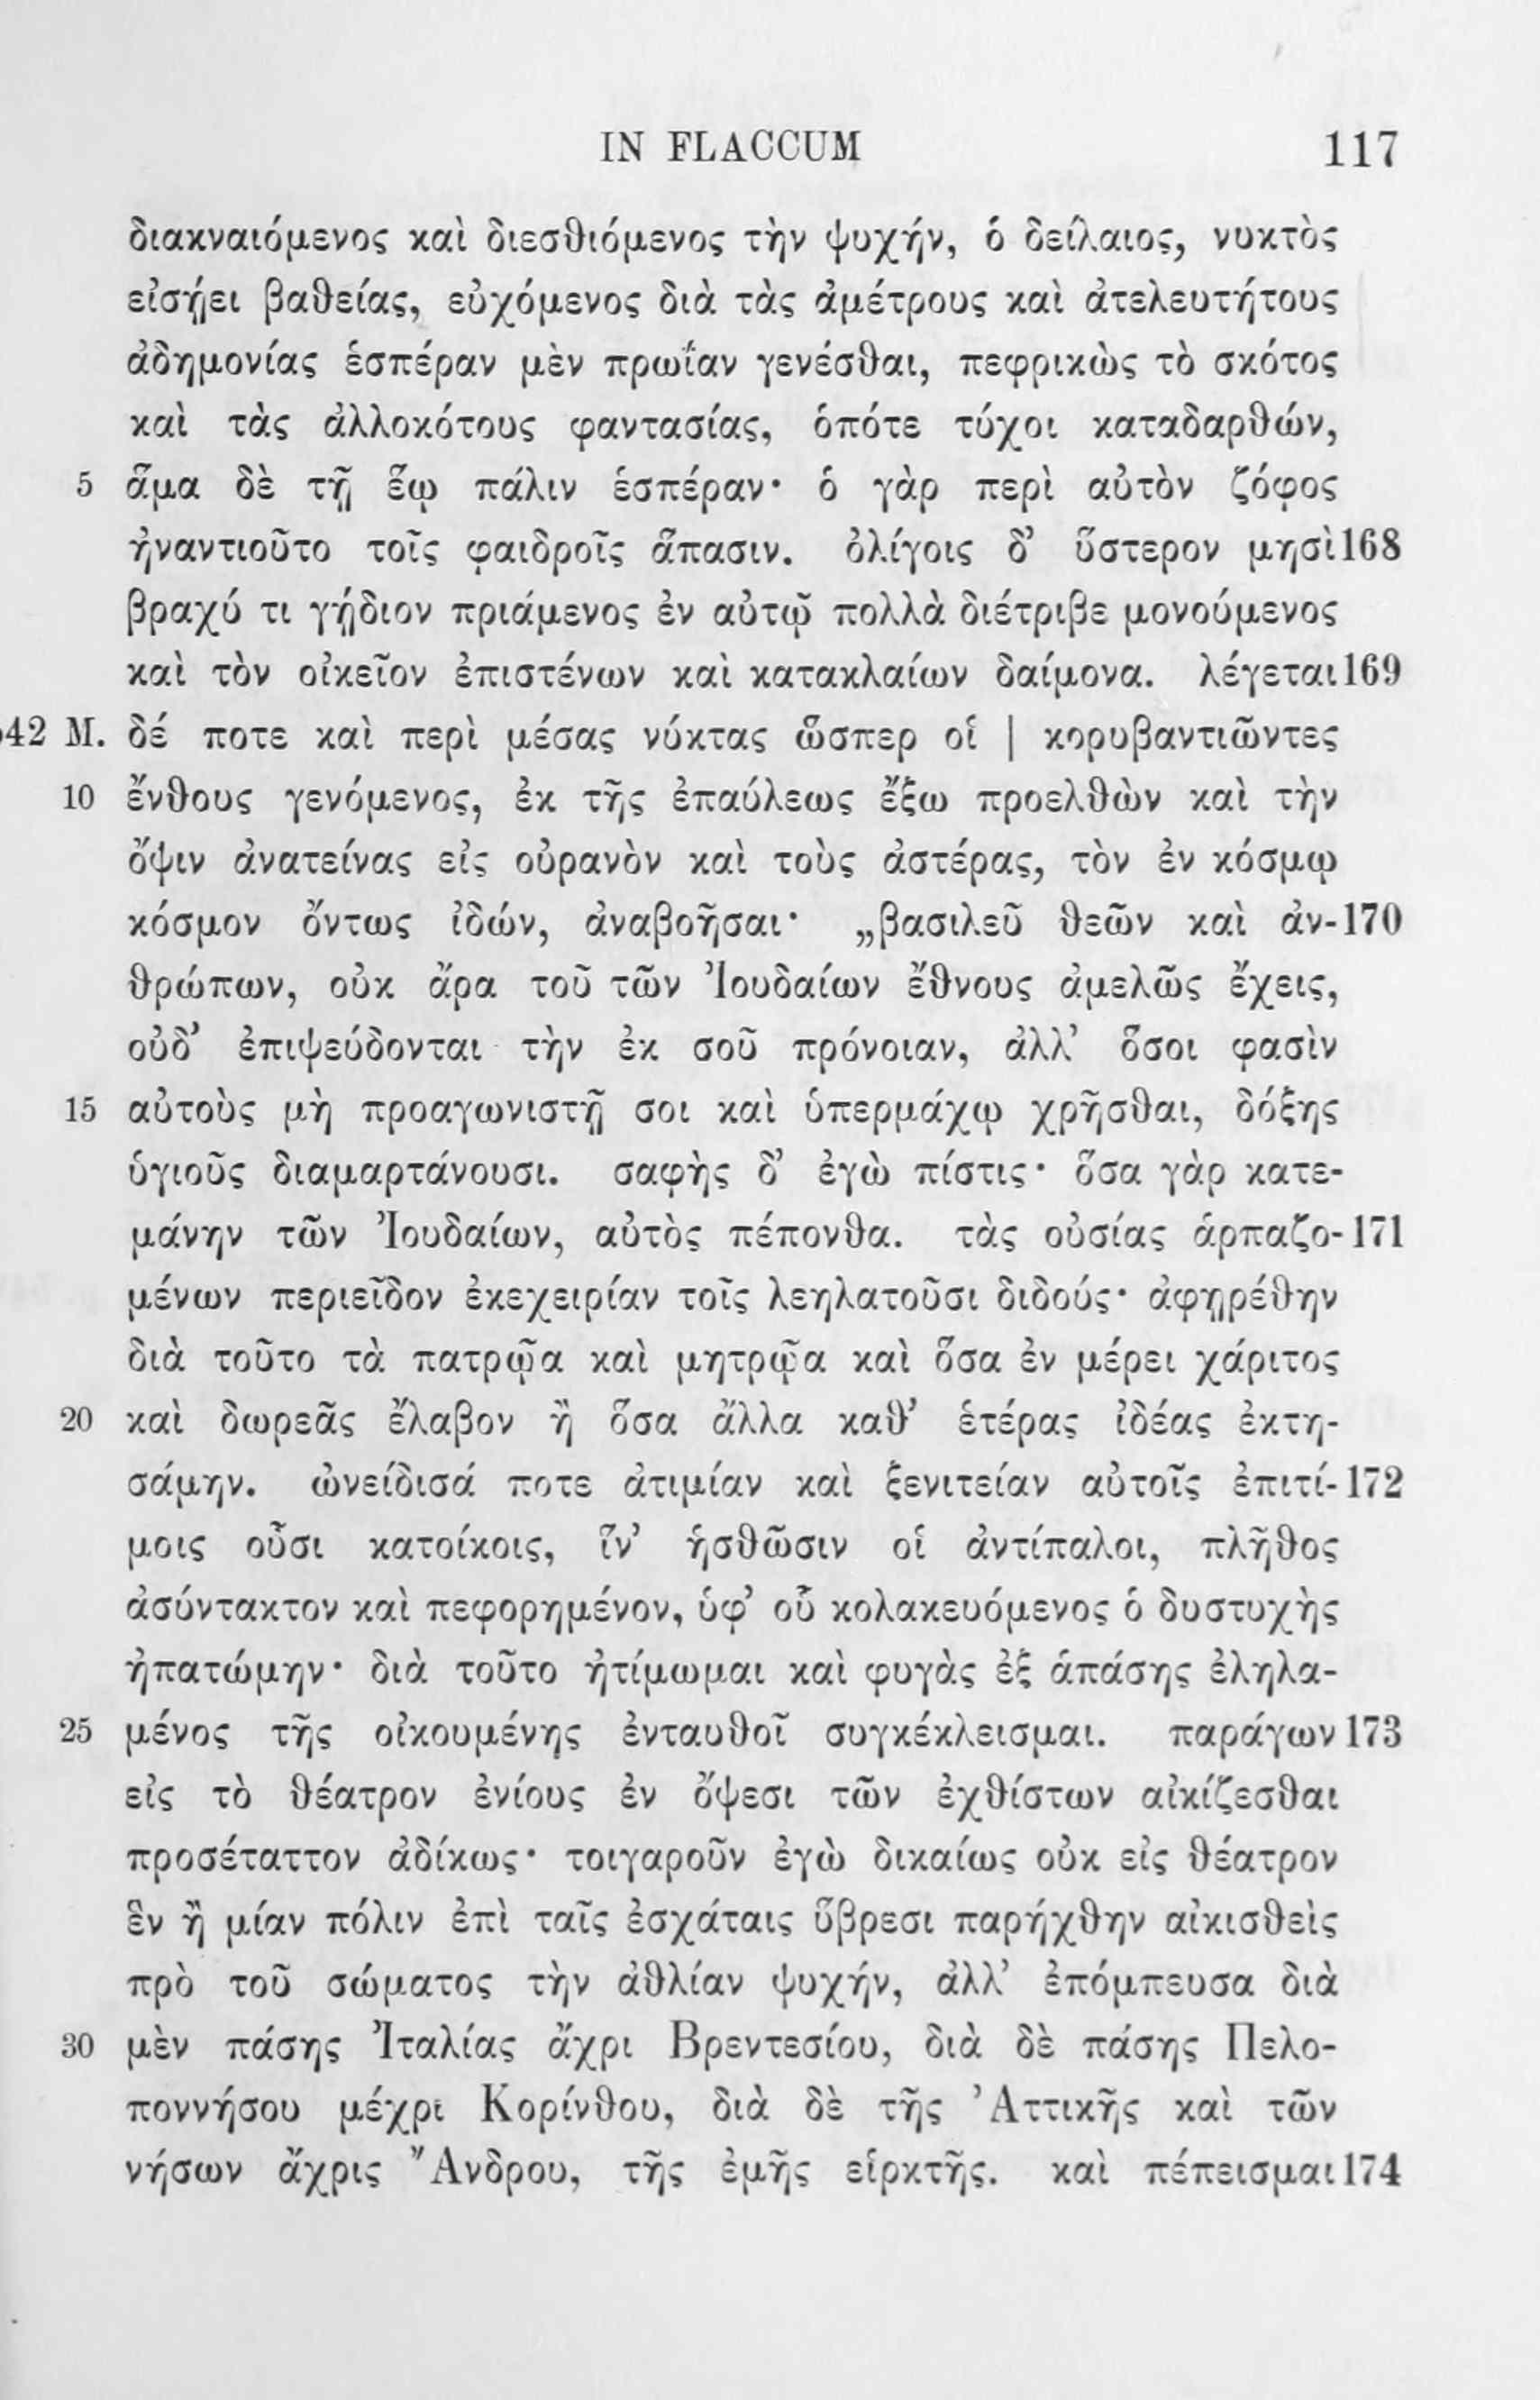 IN FLACCUM 117
διακναιόμενος καὶ διεσθιόμενος τὴν ψυχήν, ὁ δείλαιος, νυκτὸς
εἰσῄει βαθείας, εὐχόμενος διὰ τὰς ἀμέτρους καὶ ἀτελευτήτους
ἀδημονίας ἑσπέραν μὲν πρωΐαν γενέσθαι, πεφρικὼς τὸ σκότος
καὶ τὰς ἀλλοκότους φαντασίας, ὁπότε τύχοι καταδαρθών,
5 ἅμα δὲ τῇ ἕῳ πάλιν ἑσπέραν· ὁ γὰρ περὶ αὐτὸν ζόφος
ἠναντιοῦτο τοῖς φαιδροῖς ἅπασιν. ὀλίγοις δ’ ὕστερον μησὶ 168
βραχύ τι γῄδιον πριάμενος ἐν αὐτῷ πολλὰ διέτριβε μονούμενος
καὶ τὸν οἰκεῖον ἐπιστένων καὶ κατακλαίων δαίμονα. λέγεται 169
542 M. δέ ποτε καὶ περὶ μέσας νύκτας ὥσπερ οἱ | κορυβαντιῶντες
10 ἔνθους γενόμενος, ἐκ τῆς ἐπαύλεως ἔξω προελθὼν καὶ τὴν
ὄψιν ἀνατείνας εἰς οὐρανὸν καὶ τοὺς ἀστέρας, τὸν ἐν κόσμῳ
κόσμον ὄντως ἰδών, ἀναβοῆσαι· „βασιλεῦ θεῶν καὶ ἀν- 170
θρώπων, οὐκ ἄρα τοῦ τῶν Ἰουδαίων ἔθνους ἀμελῶς ἔχεις,
οὐδ’ ἐπιψεύδονται τὴν ἐκ σοῦ πρόνοιαν, ἀλλ’ ὅσοι φασὶν
15 αὐτοὺς μὴ προαγωνιστῇ σοι καὶ ὑπερμάχῳ χρῆσθαι, δόξης
ὑγιοῦς διαμαρτάνουσι. σαφὴς δ’ ἐγὼ πίστις· ὅσα γὰρ κατε-
μάνην τῶν Ἰουδαίων, αὐτὸς πέπονθα. τὰς οὐσίας ἁρπαζο- 171
μένων περιεῖδον ἐκεχειρίαν τοῖς λεηλατοῦσι διδούς· ἀφῃρέθην
διὰ τοῦτο τὰ πατρῷα καὶ μητρῷα καὶ ὅσα ἐν μέρει χάριτος
20 καὶ δωρεᾶς ἔλαβον ἢ ὅσα ἄλλα καθ’ ἑτέρας ἰδέας ἐκτη-
σάμην. ὠνείδισά ποτε ἀτιμίαν καὶ ξενιτείαν αὐτοῖς ἐπιτί- 172
μοις οὖσι κατοίκοις, ἵν’ ἡσθῶσιν οἱ ἀντίπαλοι, πλῆθος
ἀσύντακτον καὶ πεφορημένον, ὑφ’ οὗ κολακευόμενος ὁ δυστυχὴς
ἠπατώμην· διὰ τοῦτο ἠτίμωμαι καὶ φυγὰς ἐξ ἁπάσης ἐληλα-
25 μένος τῆς οἰκουμένης ἐνταυθοῖ συγκέκλεισμαι. παράγων 173
εἰς τὸ θέατρον ἐνίους ἐν ὄψεσι τῶν ἐχθίστων αἰκίζεσθαι
προσέταττον ἀδίκως· τοιγαροῦν ἐγὼ δικαίως οὐκ εἰς θέατρον
ἓν ἢ μίαν πόλιν ἐπὶ ταῖς ἐσχάταις ὕβρεσι παρήχθην αἰκισθεὶς
πρὸ τοῦ σώματος τὴν ἀθλίαν ψυχήν, ἀλλ’ ἐπόμπευσα διὰ
30 μὲν πάσης Ἰταλίας ἄχρι Βρεντεσίου, διὰ δὲ πάσης Πελο-
ποννήσου μέχρι Κορίνθου, διὰ δὲ τῆς Ἀττικῆς καὶ τῶν
νήσων ἄχρις Ἄνδρου, τῆς ἐμῆς εἱρκτῆς. καὶ πέπεισμαι 174